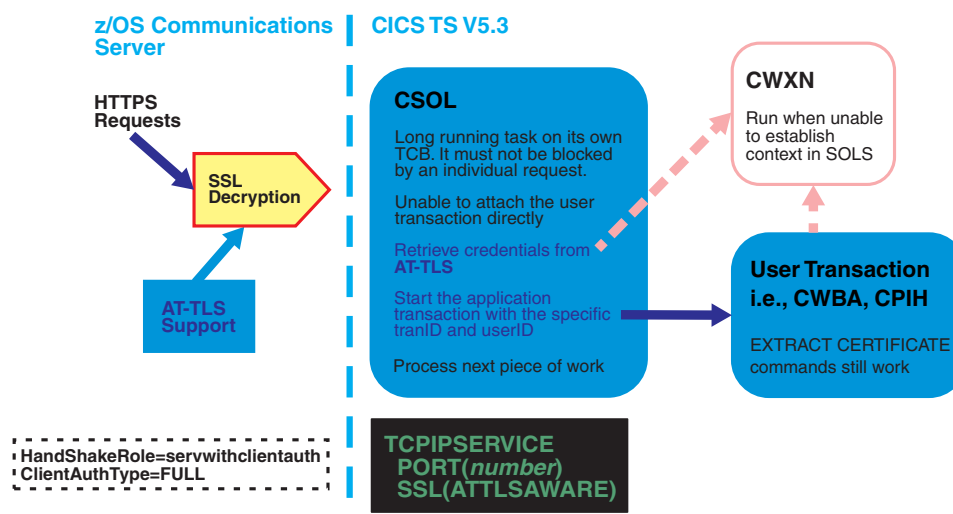 z/OS Communications
Server
CICS TS V5.3
HTTPS
Requests
SSL
Decryption
AT-TLS
Support
CSOL
Long running task on its own
TCB. It must not be blocked
by an individual request.
Unable to attach the user
transaction directly
Retrieve credentials from
AT-TLS
Start the application
transaction with the specific
tranID and userID
Process next piece of work
CWXN
Run when unable
to establish
context in SOLS
User Transaction
i.e., CWBA, CPIH
EXTRACT CERTIFICATE
commands still work
HandShakeRole=servwithclientauth
ClientAuthType=FULL
TCPIPSERVICE
PORT(number)
SSL(ATTLSAWARE)